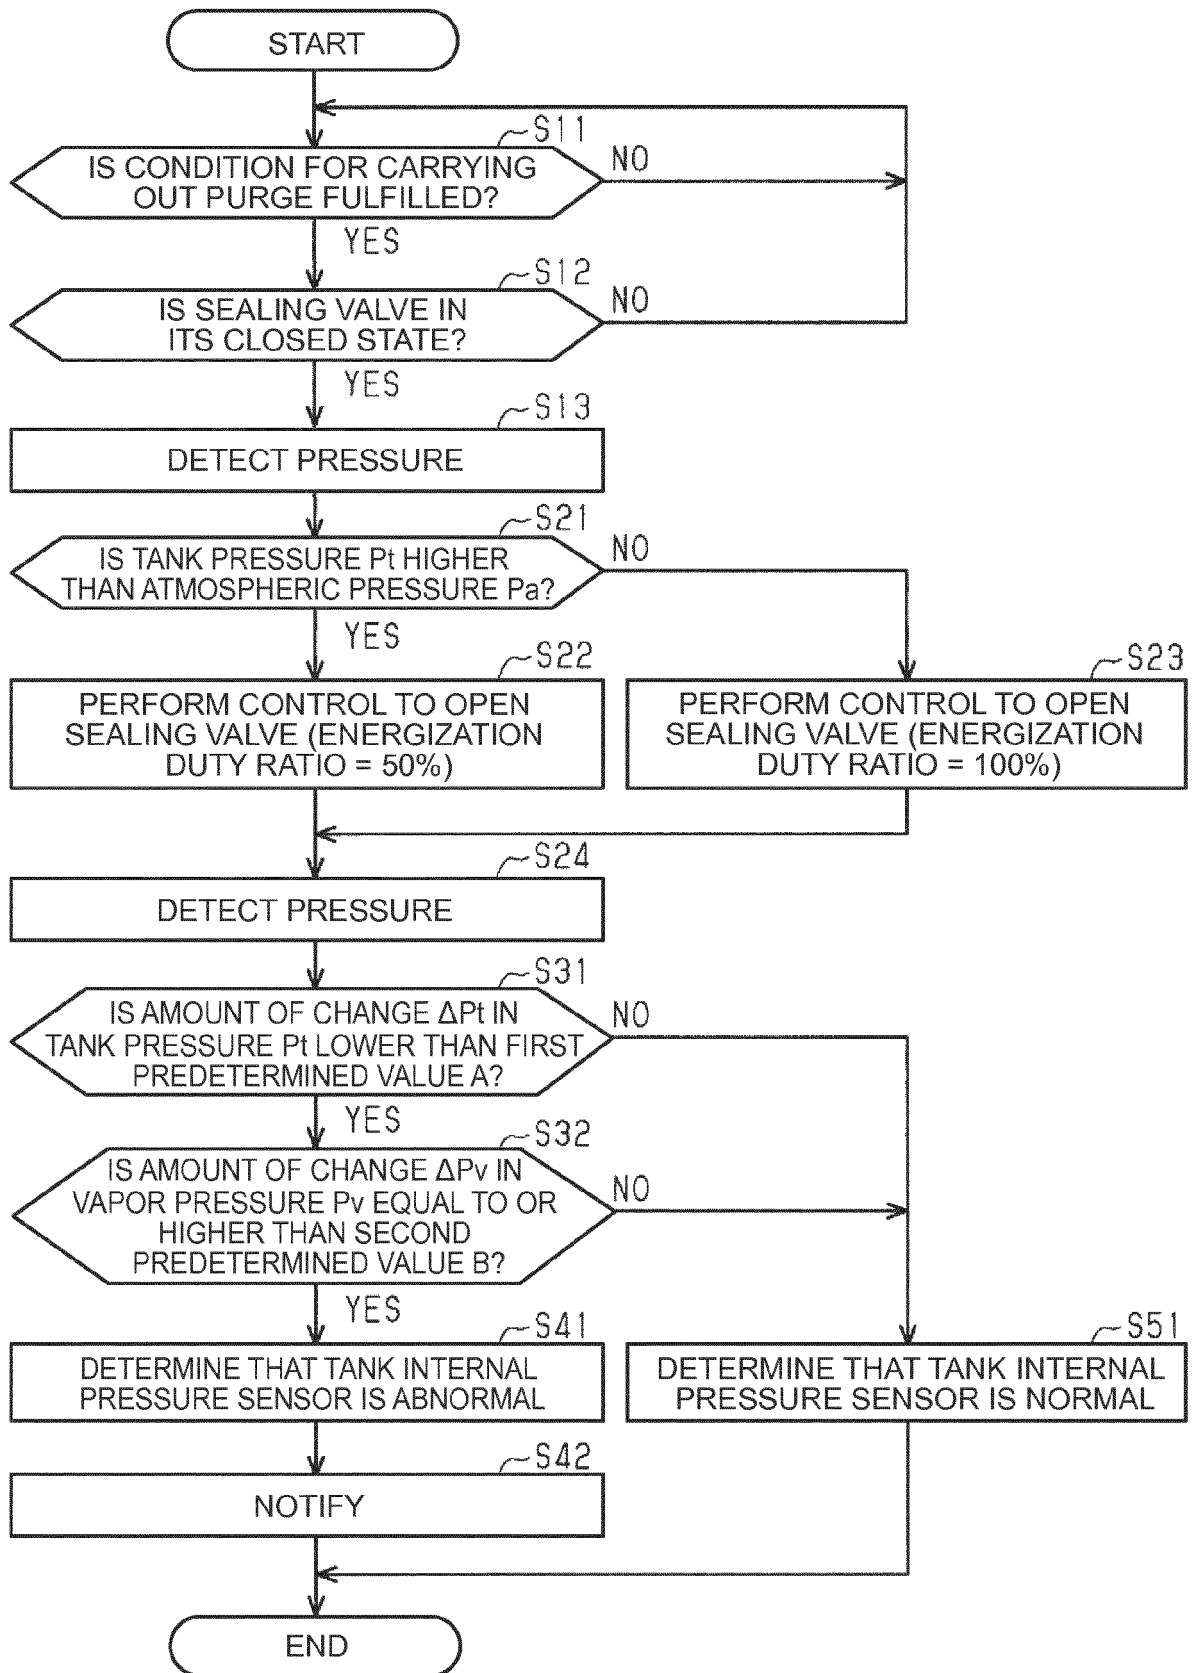 START
S11
IS CONDITION FOR CARRYING
OUT PURGE FULFILLED?
NO
YES
S12
IS SEALING VALVE IN
ITS CLOSED STATE?
NO
YES
S13
DETECT PRESSURE
S21
IS TANK PRESSURE Pt HIGHER
THAN ATMOSPHERIC PRESSURE Pa?
NO
YES
S22
PERFORM CONTROL TO OPEN
SEALING VALVE (ENERGIZATION
DUTY RATIO = 50%)
S23
PERFORM CONTROL TO OPEN
SEALING VALVE (ENERGIZATION
DUTY RATIO = 100%)
S24
DETECT PRESSURE
S31
IS AMOUNT OF CHANGE ΔPt IN
TANK PRESSURE Pt LOWER THAN FIRST
PREDETERMINED VALUE A?
NO
YES
S32
IS AMOUNT OF CHANGE ΔPv IN
VAPOR PRESSURE Pv EQUAL TO OR
HIGHER THAN SECOND
PREDETERMINED VALUE B?
NO
YES
S41
DETERMINE THAT TANK INTERNAL
PRESSURE SENSOR IS ABNORMAL
S51
DETERMINE THAT TANK INTERNAL
PRESSURE SENSOR IS NORMAL
S42
NOTIFY
END